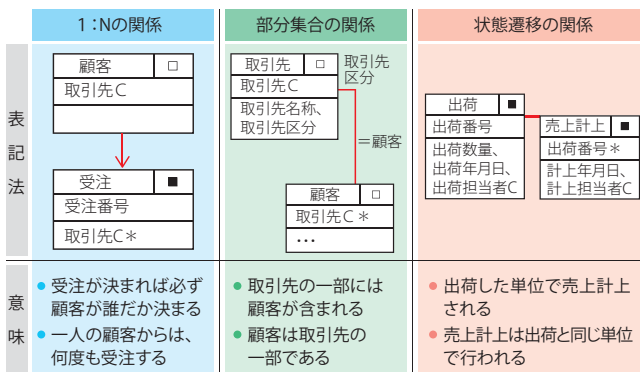 1：Nの関係
部分集合の関係
状態遷移の関係
表記法
顧客 □
取引先C
受注 ■
受注番号
取引先C＊
取引先 □
取引先C
取引先名称、
取引先区分
取引先
区分
＝顧客
顧客 □
取引先C＊
…
出荷 ■
出荷番号
出荷数量、
出荷年月日、
出荷担当者C
売上計上 ■
出荷番号＊
計上年月日、
計上担当者C
意味
● 受注が決まれば必ず
顧客が誰だか決まる
● 一人の顧客からは、
何度も受注する
● 取引先の一部には
顧客が含まれる
● 顧客は取引先の
一部である
● 出荷した単位で売上計上
される
● 売上計上は出荷と同じ単位
で行われる